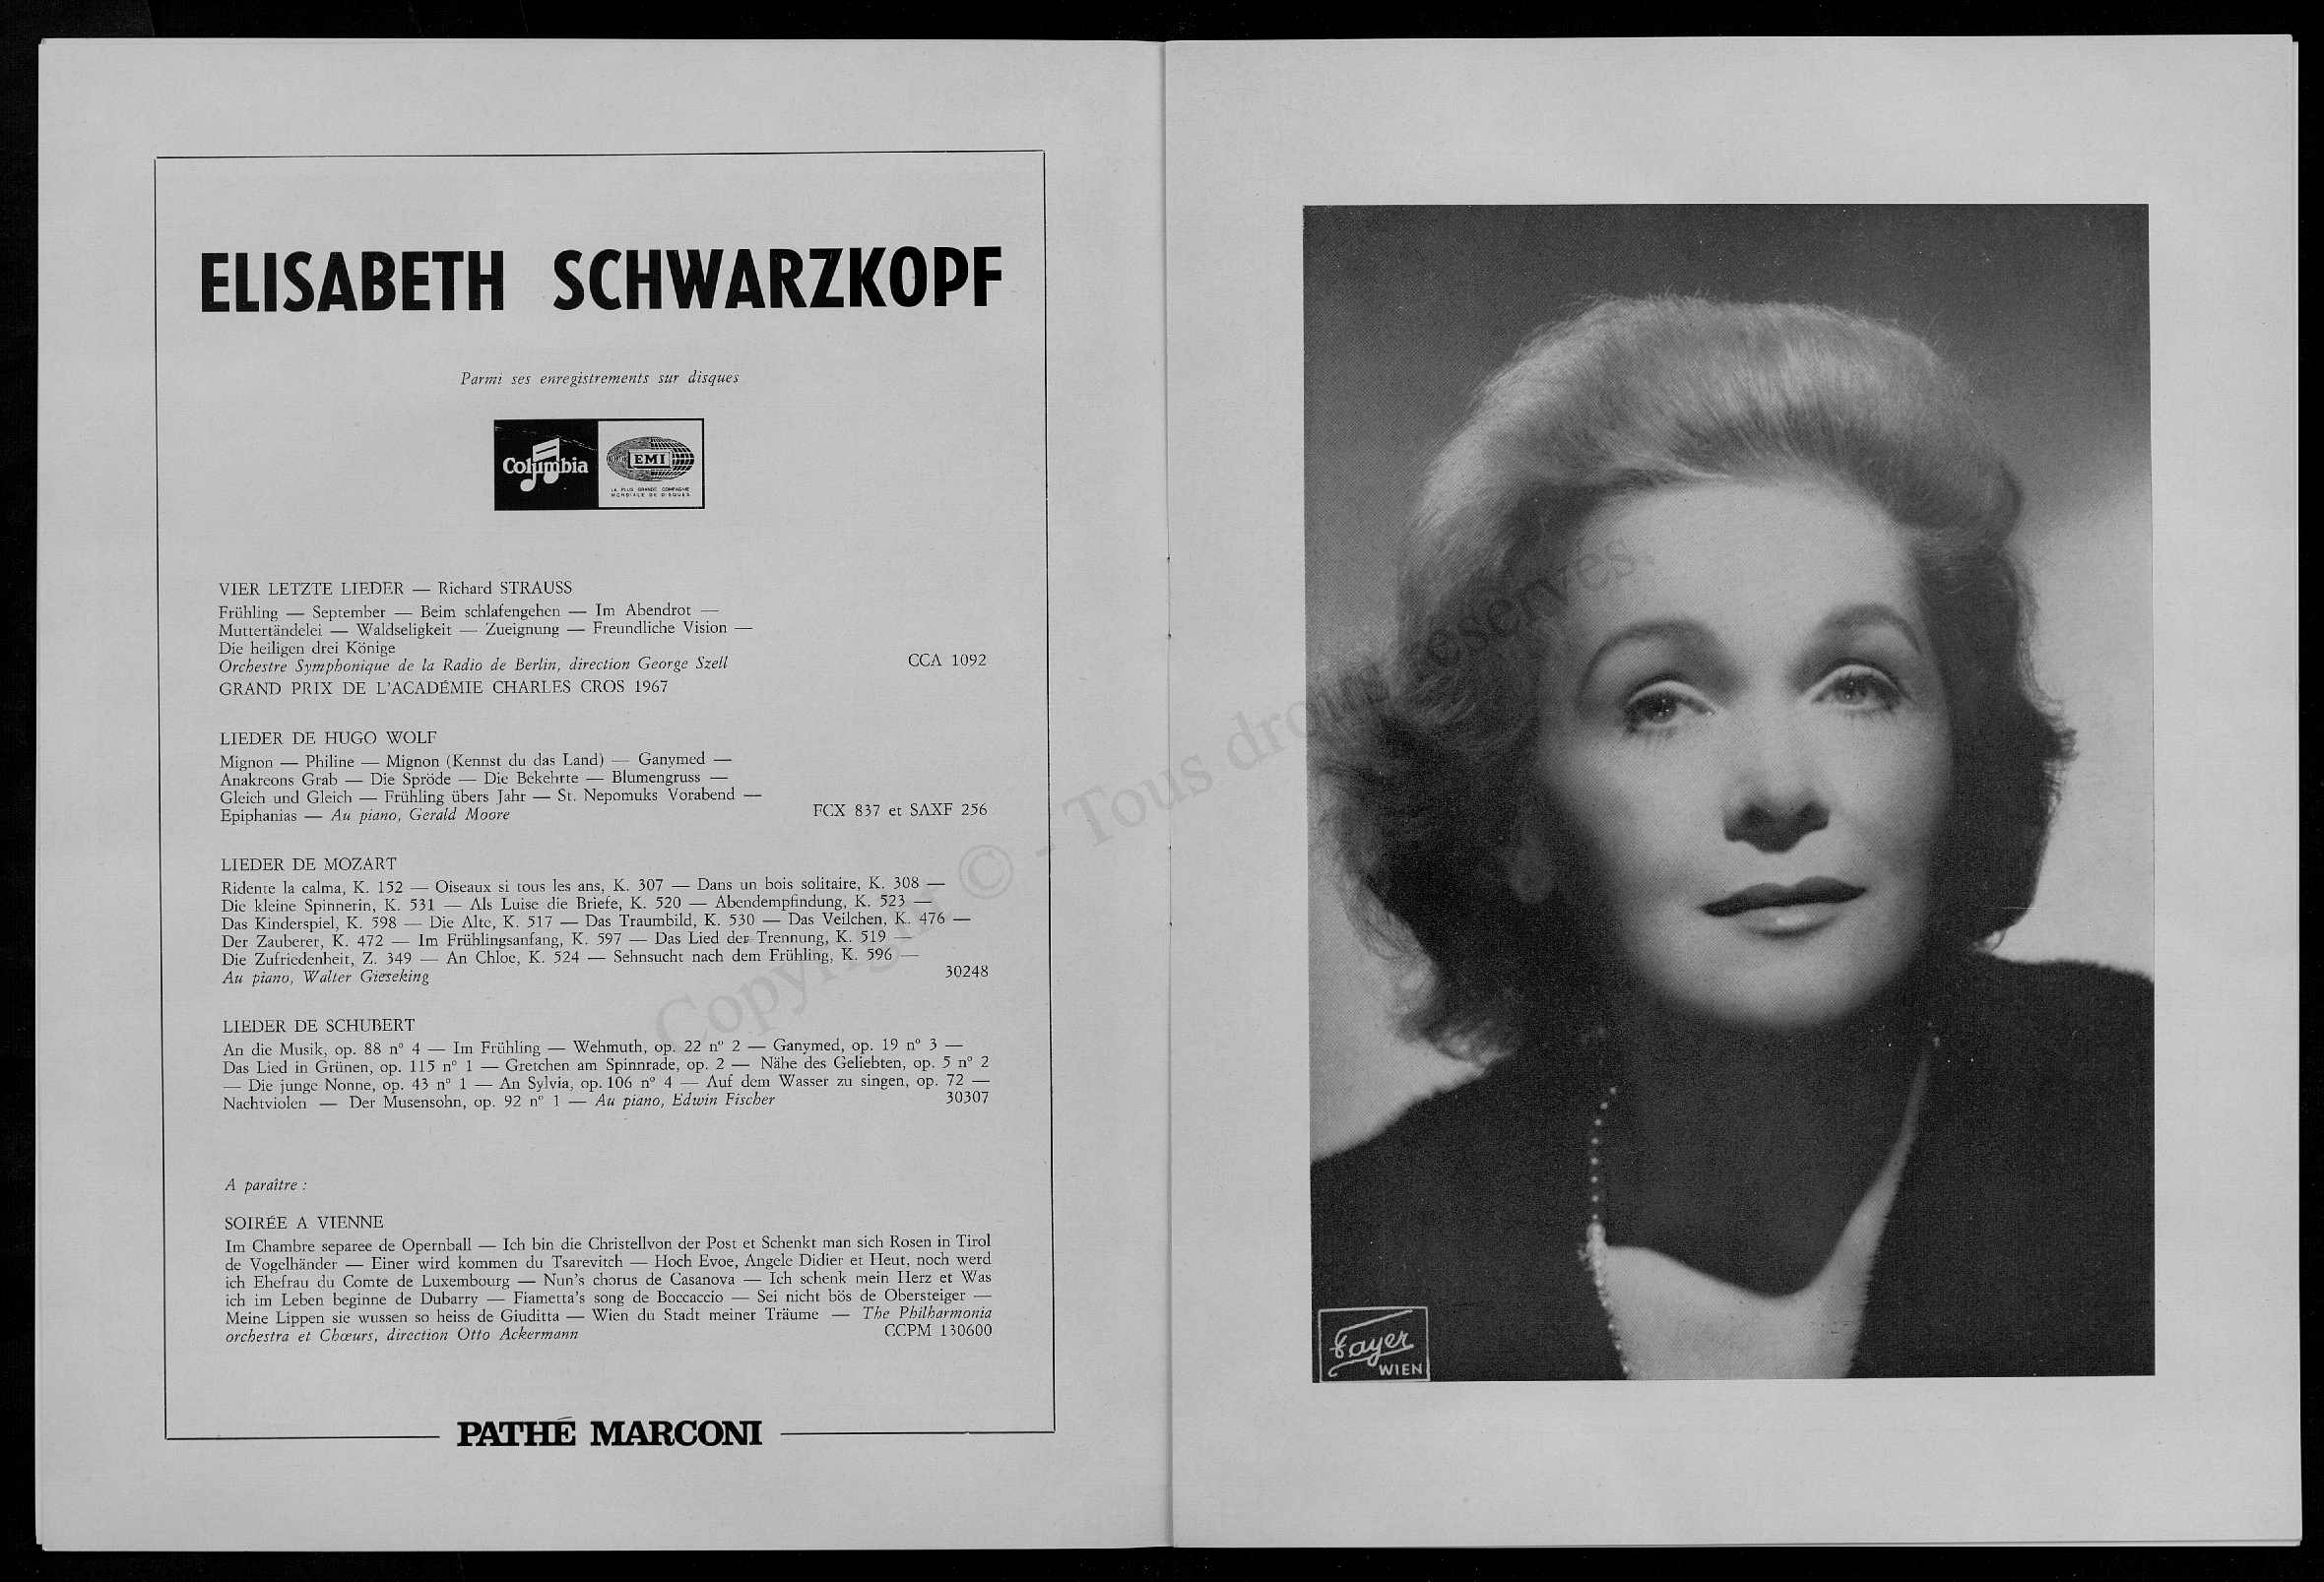 ELISABETH SCHWARZKOPF
Parmi ses enregistrements sur disques
Columbia
EMI
LA PLUS GRANDE COMPAGNIE
MONDIALE DE DISQUES
VIER LETZTE LIEDER — Richard STRAUSS
Frühling — September — Beim schlafengehen — Im Abendrot —
Muttertändelei — Waldseligkeit — Zueignung — Freundliche Vision —
Die heiligen drei Könige
Orchestre Symphonique de la Radio de Berlin, direction George Szell CCA 1092
GRAND PRIX DE L'ACADÉMIE CHARLES CROS 1967
LIEDER DE HUGO WOLF
Mignon — Philine — Mignon (Kennst du das Land) — Ganymed —
Anakreons Grab — Die Spröde — Die Bekehrte — Blumengruss —
Gleich und Gleich — Frühling übers Jahr — St. Nepomuks Vorabend —
Epiphanias — Au piano, Gerald Moore FCX 837 et SAXF 256
LIEDER DE MOZART
Ridente la calma, K. 152 — Oiseaux si tous les ans, K. 307 — Dans un bois solitaire, K. 308 —
Die kleine Spinnerin, K. 531 — Als Luise die Briefe, K. 520 — Abendempfindung, K. 523 —
Das Kinderspiel, K. 598 — Die Alte, K. 517 — Das Traumbild, K. 530 — Das Veilchen, K. 476 —
Der Zauberer, K. 472 — Im Frühlingsanfang, K. 597 — Das Lied der Trennung, K. 519 —
Die Zufriedenheit, Z. 349 — An Chloe, K. 524 — Sehnsucht nach dem Frühling, K. 596 —
Au piano, Walter Gieseking 30248
LIEDER DE SCHUBERT
An die Musik, op. 88 n° 4 — Im Frühling — Wehmuth, op. 22 n° 2 — Ganymed, op. 19 n° 3 —
Das Lied in Grünen, op. 115 n° 1 — Gretchen am Spinnrade, op. 2 — Nähe des Geliebten, op. 5 n° 2
— Die junge Nonne, op. 43 n° 1 — An Sylvia, op. 106 n° 4 — Auf dem Wasser zu singen, op. 72 —
Nachtviolen — Der Musensohn, op. 92 n° 1 — Au piano, Edwin Fischer 30307
A paraître :
SOIRÉE A VIENNE
Im Chambre separee de Opernball — Ich bin die Christellvon der Post et Schenkt man sich Rosen in Tirol
de Vogelhänder — Einer wird kommen du Tsarevitch — Hoch Evoe, Angele Didier et Heut, noch werd
ich Ehefrau du Comte de Luxembourg — Nun's chorus de Casanova — Ich schenk mein Herz et Was
ich im Leben beginne de Dubarry — Fiametta's song de Boccaccio — Sei nicht bös de Obersteiger —
Meine Lippen sie wussen so heiss de Giuditta — Wien du Stadt meiner Träume — The Philharmonia
orchestra et Chœurs, direction Otto Ackermann CCPM 130600
PATHÉ MARCONI
Fayer
WIEN
Copyright © - Tous droits réservés.